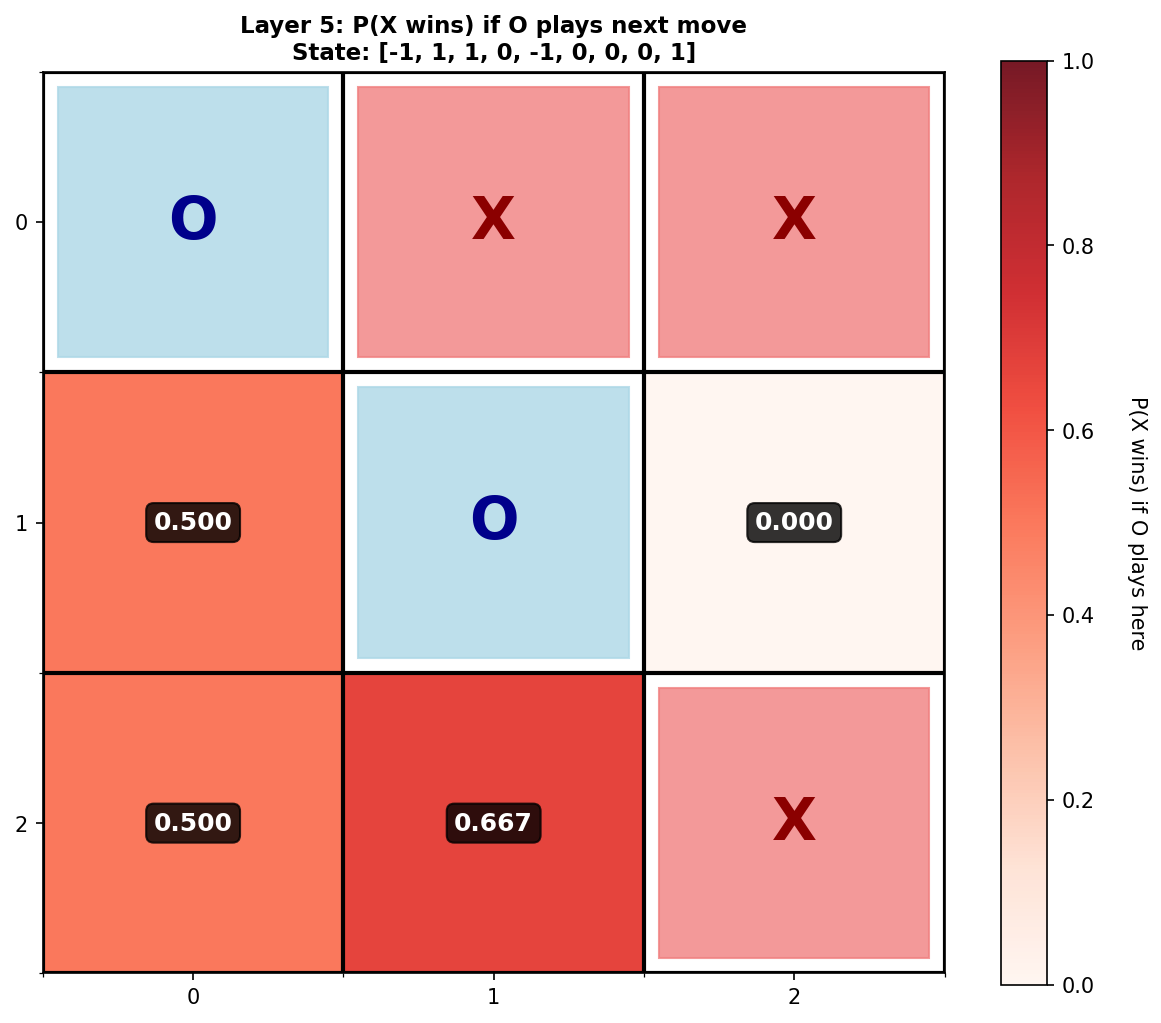 Layer 5: P(X wins) if O plays next move
State: [-1, 1, 1, 0, -1, 0, 0, 0, 1]
O X X
0.500 O 0.000
0.500 0.667 X
0
1
2
0 1 2
1.0
0.8
0.6
0.4
0.2
0.0
P(X wins) if O plays here